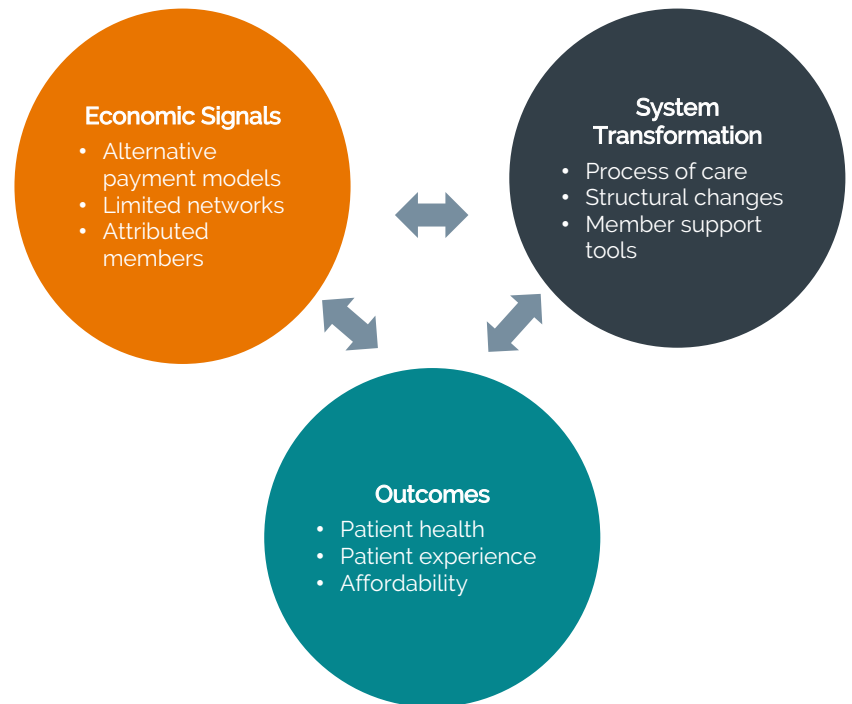 Economic Signals
• Alternative
payment models
• Limited networks
• Attributed
members
System
Transformation
• Process of care
• Structural changes
• Member support
tools
Outcomes
• Patient health
• Patient experience
• Affordability